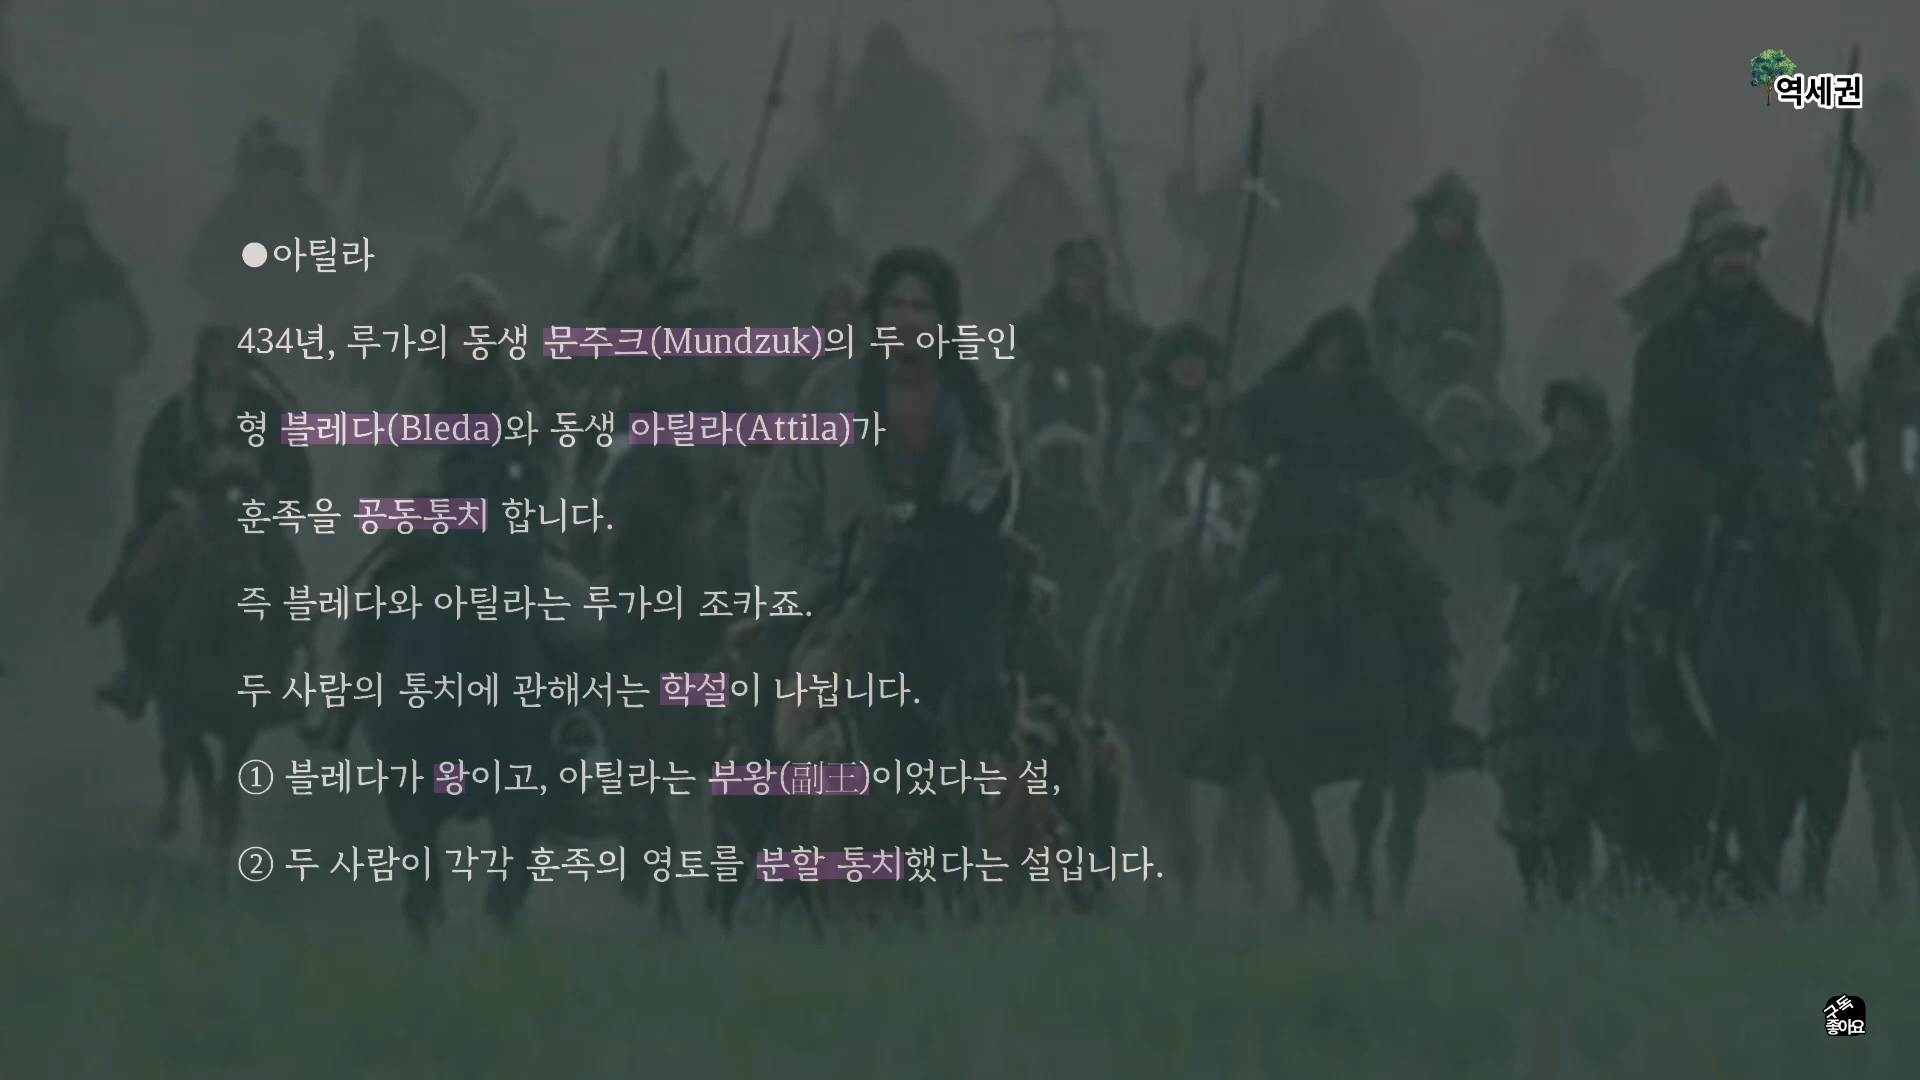 역세권
●아틸라
434년, 루가의 동생 문주크(Mundzuk)의 두 아들인
형 블레다(Bleda)와 동생 아틸라(Attila)가
훈족을 공동통치 합니다.
즉 블레다와 아틸라는 루가의 조카죠.
두 사람의 통치에 관해서는 학설이 나뉩니다.
① 블레다가 왕이고, 아틸라는 부왕(副王)이었다는 설,
② 두 사람이 각각 훈족의 영토를 분할 통치했다는 설입니다.
구독
좋아요